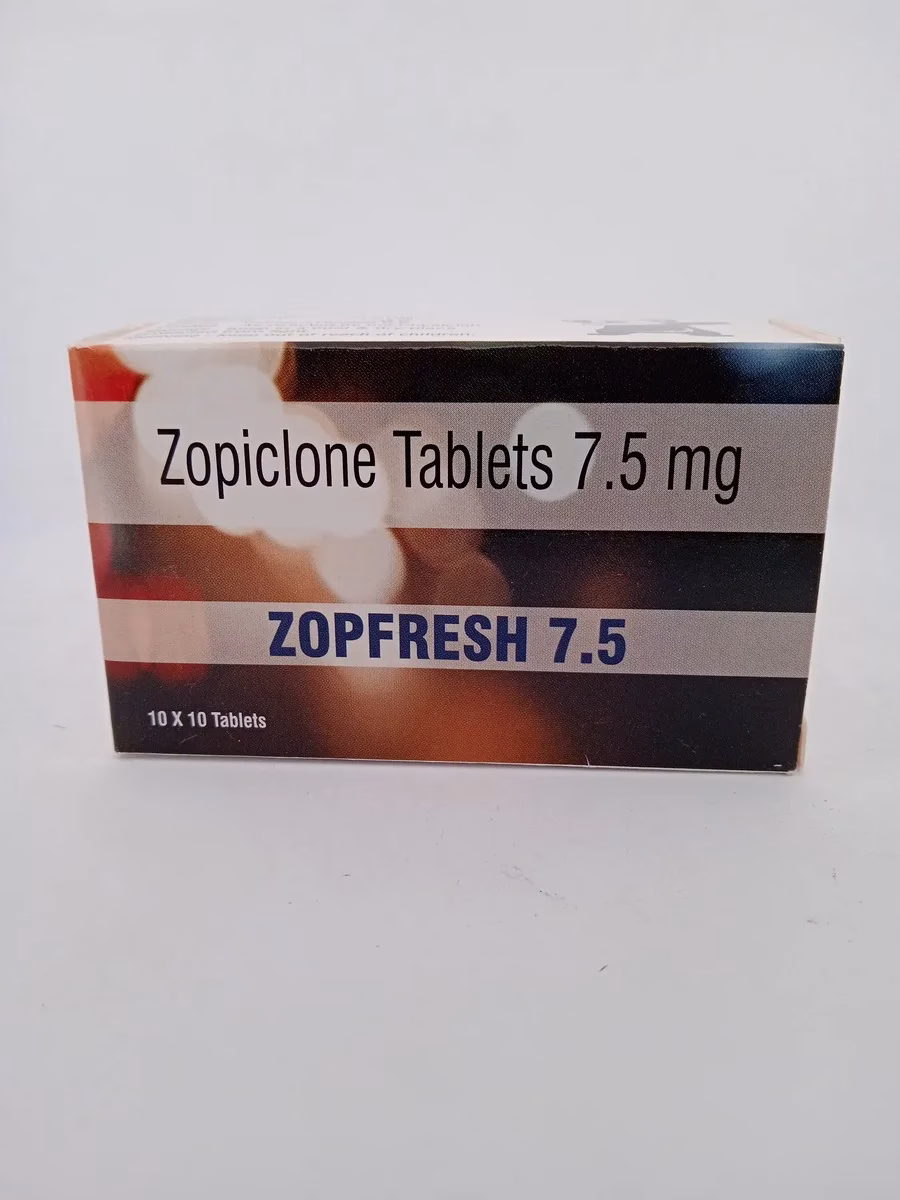 Zopiclone Tablets 7.5 mg
ZOPFRESH 7.5
10 X 10 Tablets